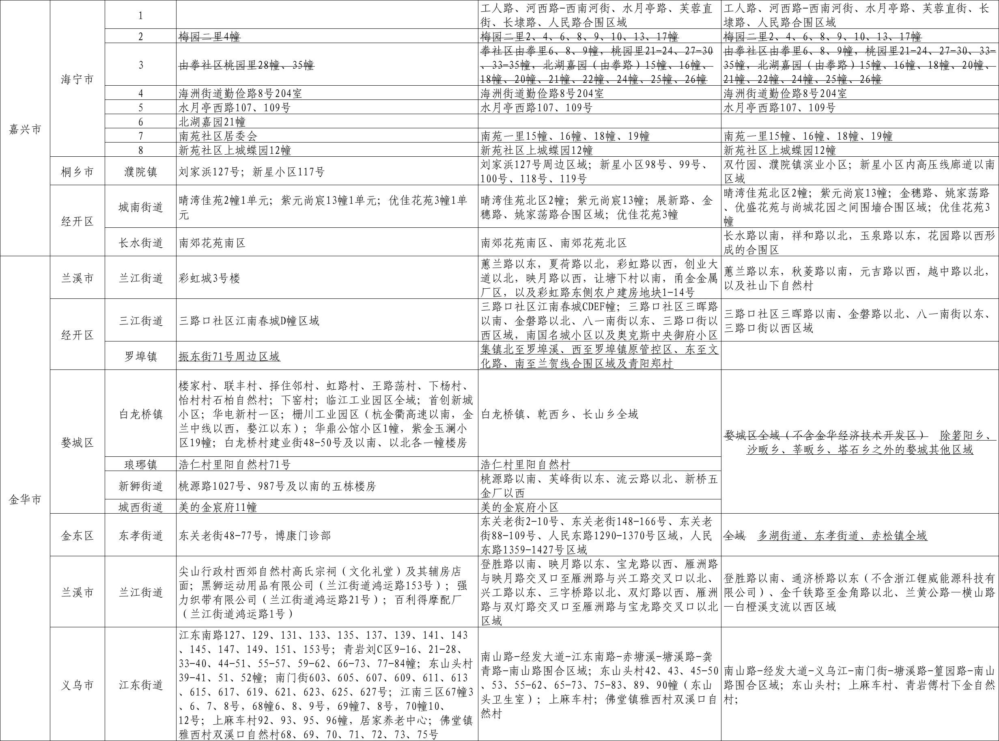 嘉兴市
海宁市
1
工人路、河西路-西南河街、水月亭路、芙蓉直
街、长埭路、人民路合围区域
工人路、河西路-西南河街、水月亭路、芙蓉直街、长
埭路、人民路合围区域
2
梅园二里4幢
梅园二里2、4、6、8、9、10、13、17幢
梅园二里2、4、6、8、9、10、13、17幢
3
由拳社区桃园里28幢、35幢
拳社区由拳里6、8、9幢，桃园里21-24、27-30
、33-35幢，北湖嘉园（由拳路）15幢、16幢、
18幢、20幢、21幢、22幢、24幢、25幢、26幢
由拳社区由拳里6、8、9幢，桃园里21-24、27-30、33-
35幢，北湖嘉园（由拳路）15幢、16幢、18幢、20幢、
21幢、22幢、24幢、25幢、26幢
4
海洲街道勤俭路8号204室
海洲街道勤俭路8号204室
海洲街道勤俭路8号204室
5
水月亭西路107、109号
水月亭西路107、109号
水月亭西路107、109号
6
北湖嘉园21幢
7
南苑社区居委会
南苑一里15幢、16幢、18幢、19幢
南苑一里15幢、16幢、18幢、19幢
8
新苑社区上城蝶园12幢
新苑社区上城蝶园12幢
新苑社区上城蝶园12幢
桐乡市
濮院镇
刘家浜127号；新星小区117号
刘家浜127号周边区域；新星小区98号、99号、
100号、118号、119号
双竹园、濮院镇滨业小区；新星小区内高压线廊道以南
区域
经开区
城南街道
晴湾佳苑2幢1单元；紫元尚宸13幢1单元；优佳花苑3幢1单
元
晴湾佳苑北区2幢；紫元尚宸13幢；展新路、金
穗路、姚家荡路合围区域；优佳花苑3幢
晴湾佳苑北区2幢；紫元尚宸13幢；金穗路、姚家荡路
、优盛花苑与尚城花园之间围墙合围区域；优佳花苑3
幢
长水街道
南郊花苑南区
南郊花苑南区、南郊花苑北区
长水路以南，祥和路以北，玉泉路以东，花园路以西形
成的合围区
金华市
兰溪市
兰江街道
彩虹城3号楼
蕙兰路以东，夏荷路以北，彩虹路以西，创业大
道以北，映月路以西，让塘下村以南，甬金金属
厂区，以及彩虹路东侧农户建房地块1-14号
蕙兰路以东，秋菱路以南，元吉路以西，越中路以北，
以及社山下自然村
经开区
三江街道
三路口社区江南春城D幢区域
三路口社区江南春城CDEF幢；三路口社区三晖路
以南、金磐路以北、八一南街以东、三路口街以
西区域，南国名城小区以及奥克斯中央御府小区
三路口社区三晖路以南、金磐路以北、八一南街以东、
三路口街以西区域
罗埠镇
振东街71号周边区域
集镇北至罗埠溪、西至罗埠镇原管控区、东至文
化路、南至兰贺线合围区域及青阳郑村
婺城区
白龙桥镇
楼家村、联丰村、择住邻村、虹路村、王路荡村、下杨村、
怡村村石柏自然村；下窑村；临江工业园区全域；首创新城
小区；华电新村一区；栅川工业园区（杭金衢高速以南，金
兰中线以西，婺江以东）；华鼎公馆小区1幢，紫金玉澜小
区19幢；白龙桥村建业街48-50号及以南、以北各一幢楼房
白龙桥镇、乾西乡、长山乡全域
婺城区全域（不含金华经济技术开发区） 除箬阳乡、
沙畈乡、莘畈乡、塔石乡之外的婺城其他区域
琅琊镇
浩仁村里阳自然村71号
浩仁村里阳自然村
新狮街道
桃源路1027号、987号及以南的五栋楼房
桃源路以南、芙峰街以东、流云路以北、新桥五
金厂以西
城西街道
美的金宸府11幢
美的金宸府小区
金东区
东孝街道
东关老街48-77号，博康门诊部
东关老街2-10号、东关老街148-166号、东关老
街88-109号、人民东路1290-1370号区域，人民
东路1359-1427号区域
全域 多湖街道、东孝街道、赤松镇全域
兰溪市
兰江街道
尖山行政村西郊自然村高氏宗祠（文化礼堂）及其辅房店
面；黑狮运动用品有限公司（兰江街道鸿运路153号）；强
力织带有限公司（兰江街道鸿运路21号）；百利得摩配厂
（兰江街道鸿运路1号）
登胜路以南、映月路以东、宝龙路以西、雁洲路
与映月路交叉口至雁洲路与兴工路交叉口以北、
兴工路以东、三字桥路以北、双灯路以西、雁洲
路与双灯路交叉口至雁洲路与宝龙路交叉口以北
区域
登胜路以南、通济桥路以东（不含浙江锂威能源科技有
限公司）、金千铁路至金角路以北、兰黄公路—横山路
—白橙溪支流以西区域
义乌市
江东街道
江东南路127、129、131、133、135、137、139、141、143
、145、147、149、151、153号；青岩刘C区9-16、21-28、
33-40、44-51、55-57、59-62、66-73、77-84幢；东山头村
39-41、51、52幢；南门街603、605、607、609、611、613
、615、617、619、621、623、625、627号；江南三区67幢3
、6、7、8号，68幢6、8、9号，69幢7、8号，70幢10、
12号；上麻车村92、93、95、96幢，居家养老中心；佛堂镇
雅西村双溪口自然村68、69、70、71、72、73、75号
南山路-经发大道-江东南路-赤塘溪-塘溪路-龚
青路-南山路围合区域；东山头村42、43、45-50
、53、55-62、65-73、75-83、89、90幢（东山
头卫生室）；上麻车村；佛堂镇雅西村双溪口自
然村
南山路-经发大道-义乌江-南门街-塘溪路-篁园路-南山
路围合区域；东山头村；上麻车村、青岩傅村下金自然
村；